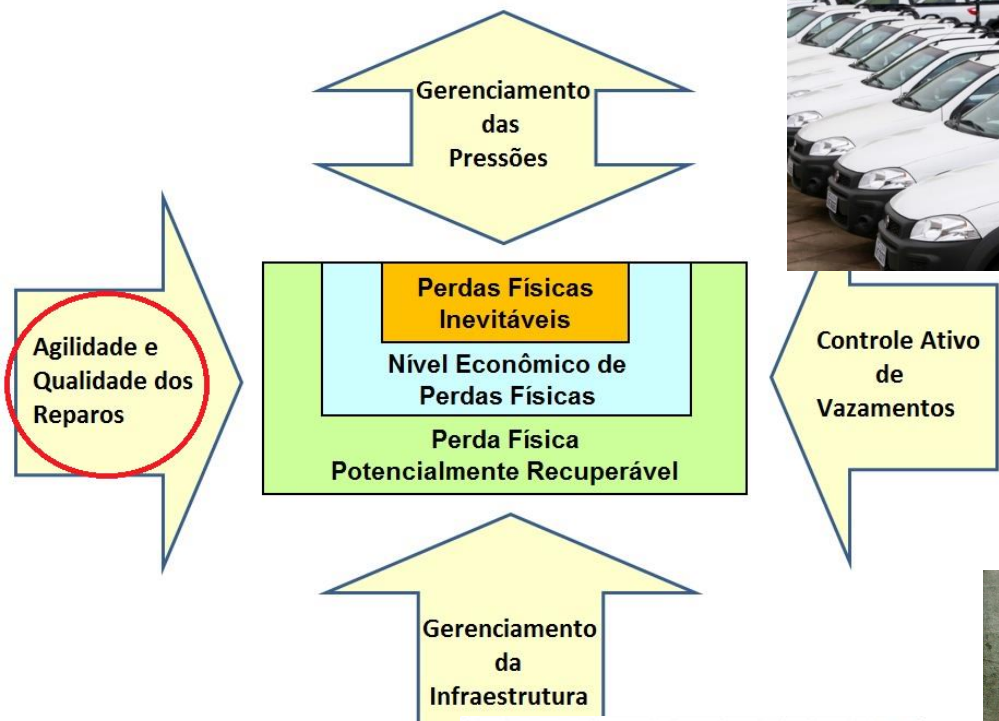 Gerenciamento
das
Pressões
Perdas Físicas
Inevitáveis
Agilidade e
Qualidade dos
Reparos
Nível Econômico de
Perdas Físicas
Controle Ativo
de
Vazamentos
Perda Física
Potencialmente Recuperável
Gerenciamento
da
Infraestrutura